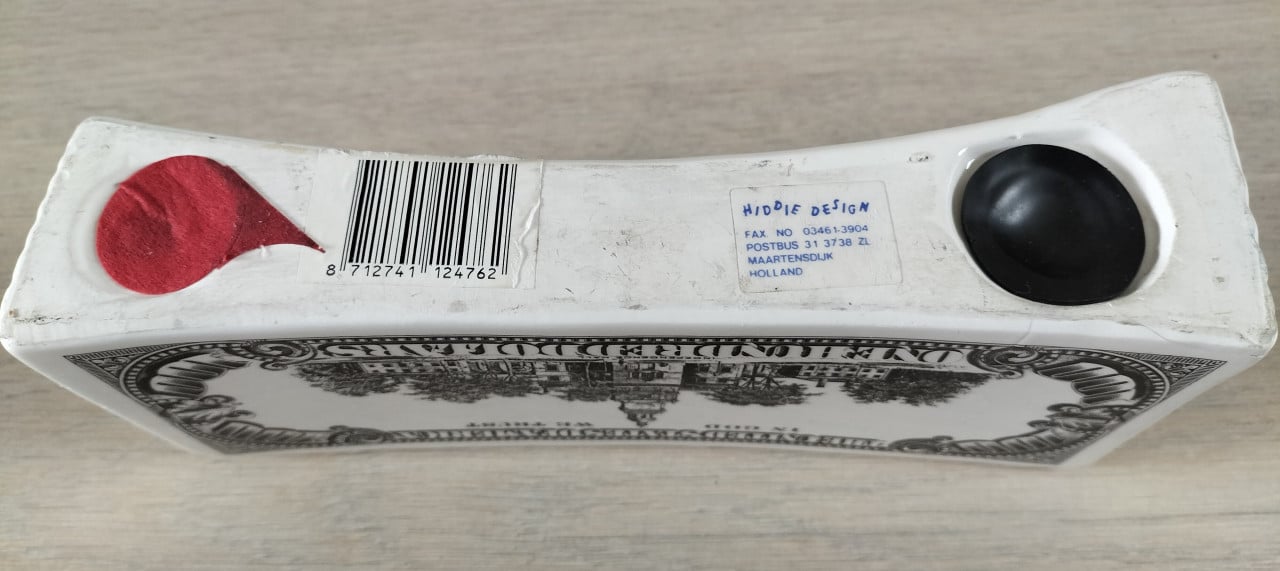 8 712741 124762
HIDDIE DESIGN
FAX NO 03461-3904
POSTBUS 31 3738 ZL
MAARTENSDIJK
HOLLAND
ONE HUNDRED DOLLARS
IN GOD WE TRUST